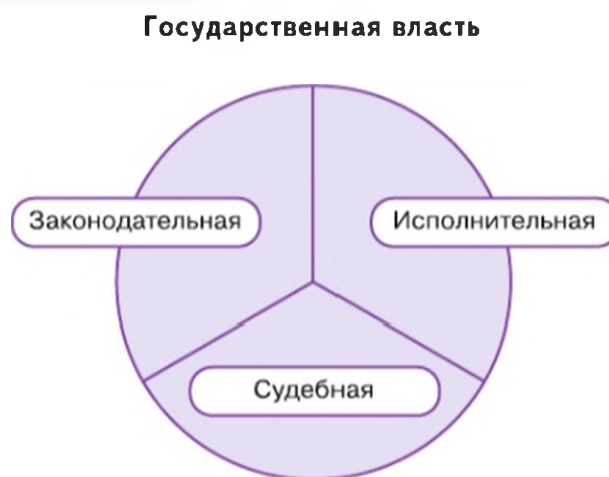 Государственная власть
Законодательная
Исполнительная
Судебная